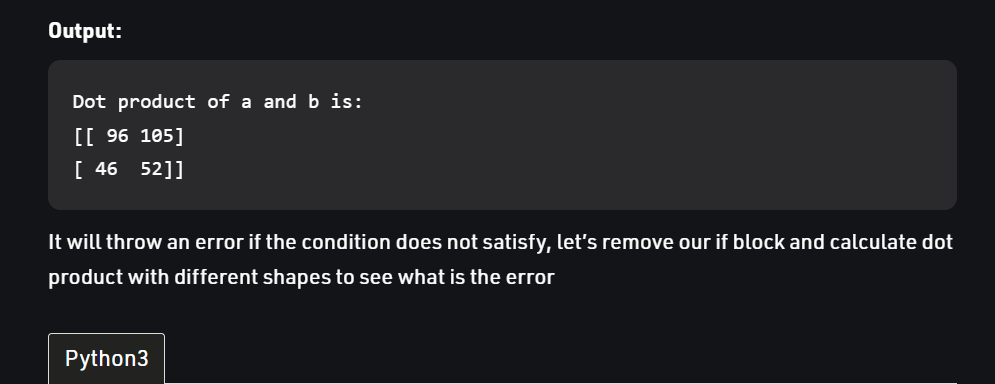 Output:
Dot product of a and b is:
[[ 96 105]
[ 46  52]]
It will throw an error if the condition does not satisfy, let’s remove our if block and calculate dot
product with different shapes to see what is the error
Python3